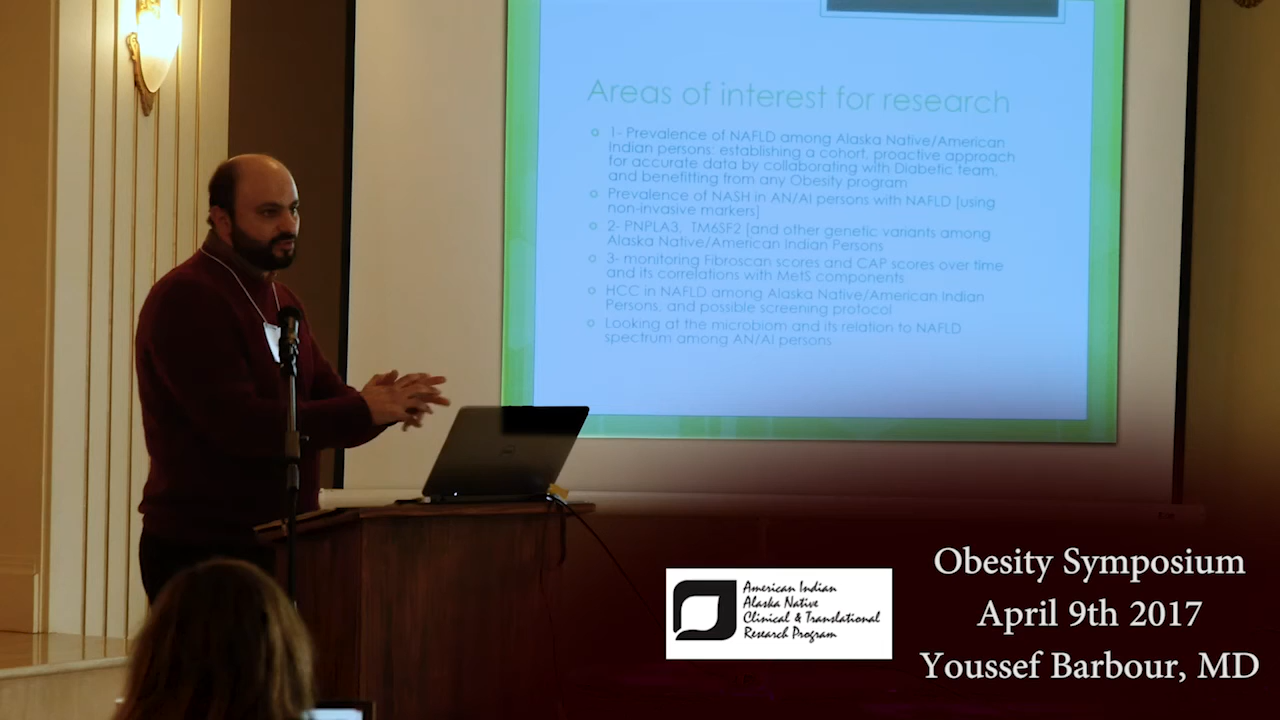 Areas of interest for research
1- Prevalence of NAFLD among Alaska Native/American
Indian persons: establishing a cohort, proactive approach
for accurate data by collaborating with Diabetic team,
and benefitting from any Obesity program
Prevalence of NASH in AN/AI persons with NAFLD [using
non-invasive markers]
2- PNPLA3, TM6SF2 [and other genetic variants among
Alaska Native/American Indian Persons
3- monitoring Fibroscan scores and CAP scores over time
and its correlations with MetS components
HCC in NAFLD among Alaska Native/American Indian
Persons, and possible screening protocol
Looking at the microbiom and its relation to NAFLD
spectrum among AN/AI persons
American Indian
Alaska Native
Clinical & Translational
Research Program
Obesity Symposium
April 9th 2017
Youssef Barbour, MD